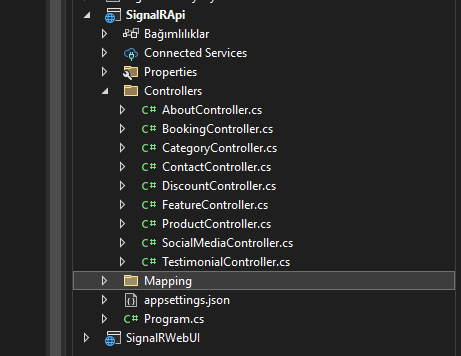 SignalRApi
Bağımlılıklar
Connected Services
Properties
Controllers
C# AboutController.cs
C# BookingController.cs
C# CategoryController.cs
C# ContactController.cs
C# DiscountController.cs
C# FeatureController.cs
C# ProductController.cs
C# SocialMediaController.cs
C# TestimonialController.cs
Mapping
appsettings.json
C# Program.cs
SignalRWebUI